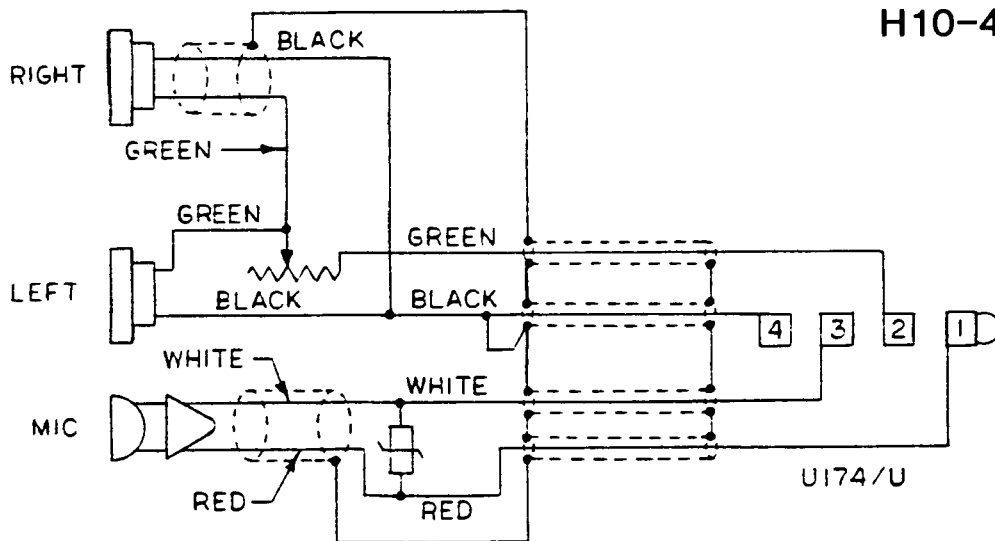 H10-4
BLACK
RIGHT
GREEN
GREEN
GREEN
LEFT
BLACK
BLACK
4 3 2 1
WHITE
WHITE
MIC
U174/U
RED
RED